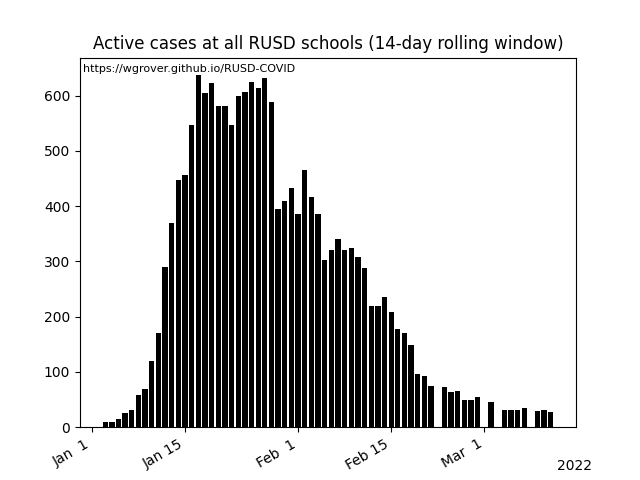 Active cases at all RUSD schools (14-day rolling window)
https://wgrover.github.io/RUSD-COVID
600
500
400
300
200
100
0
Jan 1
Jan 15
Feb 1
Feb 15
Mar 1
2022